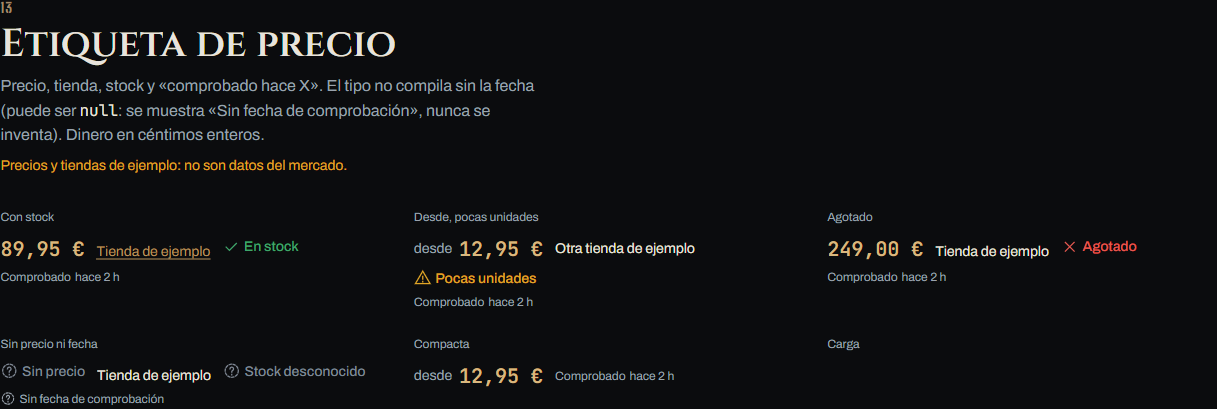 13
Etiqueta de precio
Precio, tienda, stock y «comprobado hace X». El tipo no compila sin la fecha
(puede ser null: se muestra «Sin fecha de comprobación», nunca se
inventa). Dinero en céntimos enteros.
Precios y tiendas de ejemplo: no son datos del mercado.
Con stock
89,95 € Tienda de ejemplo En stock
Comprobado hace 2 h
Desde, pocas unidades
desde 12,95 € Otra tienda de ejemplo
Pocas unidades
Comprobado hace 2 h
Agotado
249,00 € Tienda de ejemplo Agotado
Comprobado hace 2 h
Sin precio ni fecha
Sin precio Tienda de ejemplo Stock desconocido
Sin fecha de comprobación
Compacta
desde 12,95 € Comprobado hace 2 h
Carga